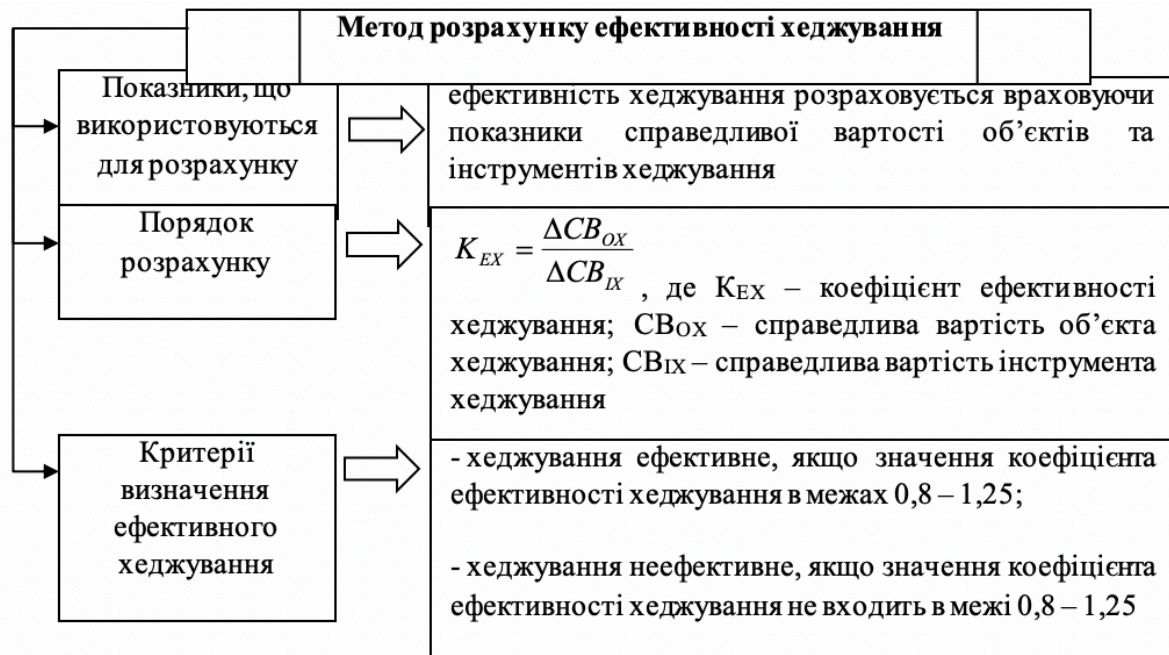 Метод розрахунку ефективності хеджування
Показники, що
використовуються
для розрахунку
ефективність хеджування розраховується враховуючи
показники справедливої вартості об’єктів та
інструментів хеджування
Порядок
розрахунку
K_EX = ΔCB_OX / ΔCB_IX , де K_EX – коефіцієнт ефективності
хеджування; СВ_ОХ – справедлива вартість об’єкта
хеджування; СВ_ІХ – справедлива вартість інструмента
хеджування
Критерії
визначення
ефективного
хеджування
- хеджування ефективне, якщо значення коефіцієнта
ефективності хеджування в межах 0,8 – 1,25;
- хеджування неефективне, якщо значення коефіцієнта
ефективності хеджування не входить в межі 0,8 – 1,25